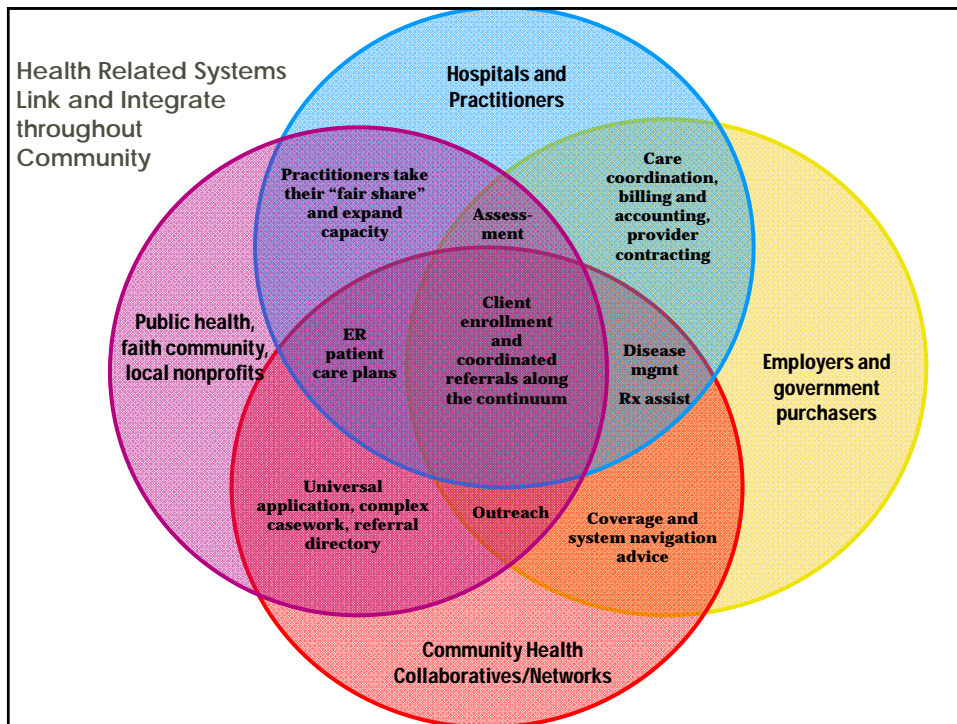 Health Related Systems
Link and Integrate
throughout
Community
Hospitals and
Practitioners
Practitioners take
their “fair share”
and expand
capacity
Assess-
ment
Care
coordination,
billing and
accounting,
provider
contracting
Public health,
faith community,
local nonprofits
ER
patient
care plans
Client
enrollment
and
coordinated
referrals along
the continuum
Disease
mgmt
Rx assist
Employers and
government
purchasers
Universal
application, complex
casework, referral
directory
Outreach
Coverage and
system navigation
advice
Community Health
Collaboratives/Networks